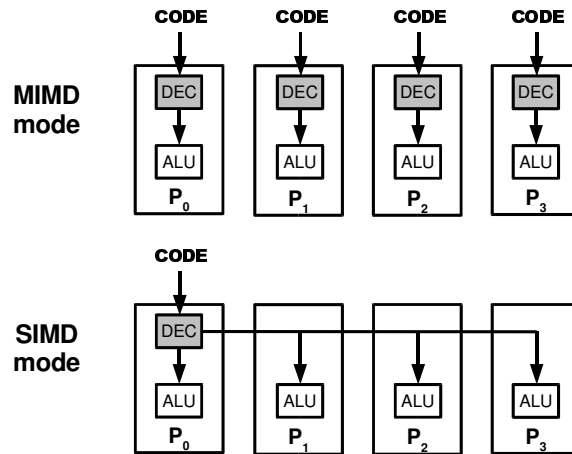 CODE CODE CODE CODE
MIMD mode
DEC DEC DEC DEC
ALU ALU ALU ALU
P0 P1 P2 P3
CODE
SIMD mode
DEC
ALU ALU ALU ALU
P0 P1 P2 P3